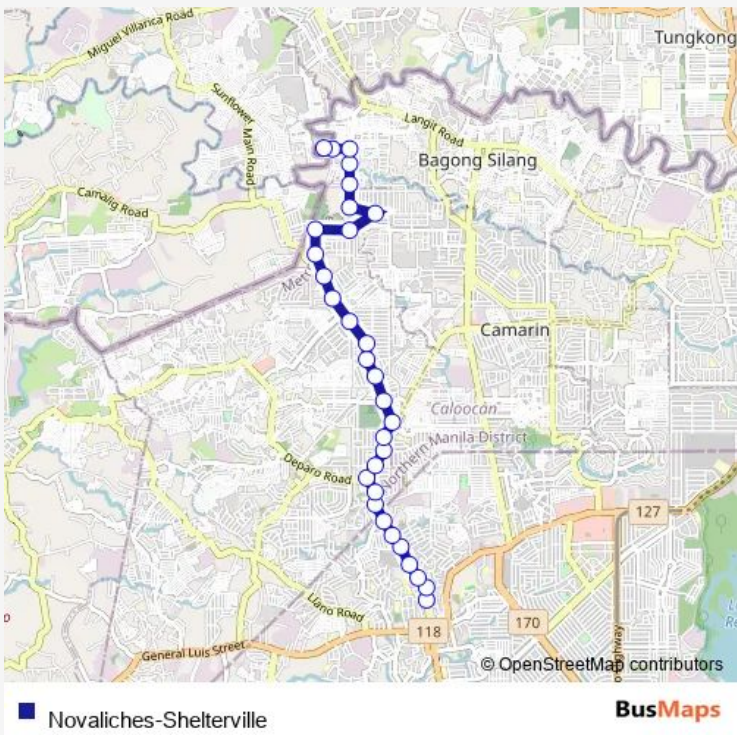 Miguel Villarica Road
Tungkong
Sunflower
Main Road
Langit Road
Bagong Silang
Camalig Road
Camarin
Caloocan
Northern Manila District
Deparo Road
127
Llano Road
118
170
General Luis Street
© OpenStreetMap contributors
Novaliches-Shelterville
BusMaps